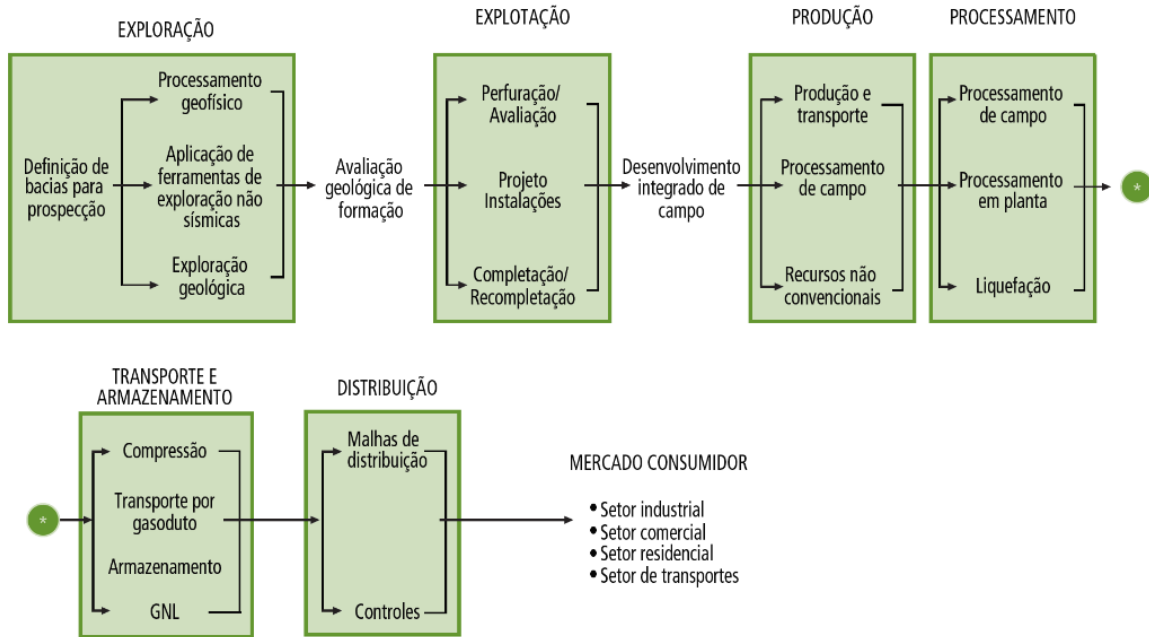 EXPLORAÇÃO
Definição de
bacias para
prospecção
Processamento
geofísico
Aplicação de
ferramentas de
exploração não
sísmicas
Exploração
geológica
Avaliação
geológica de
formação
EXPLOTAÇÃO
Perfuração/
Avaliação
Projeto
Instalações
Completação/
Recompletação
Desenvolvimento
integrado de
campo
PRODUÇÃO
Produção e
transporte
Processamento
de campo
Recursos não
convencionais
PROCESSAMENTO
Processamento
de campo
Processamento
em planta
Liquefação
*
*
TRANSPORTE E
ARMAZENAMENTO
Compressão
Transporte por
gasoduto
Armazenamento
GNL
DISTRIBUIÇÃO
Malhas de
distribuição
Controles
MERCADO CONSUMIDOR
• Setor industrial
• Setor comercial
• Setor residencial
• Setor de transportes